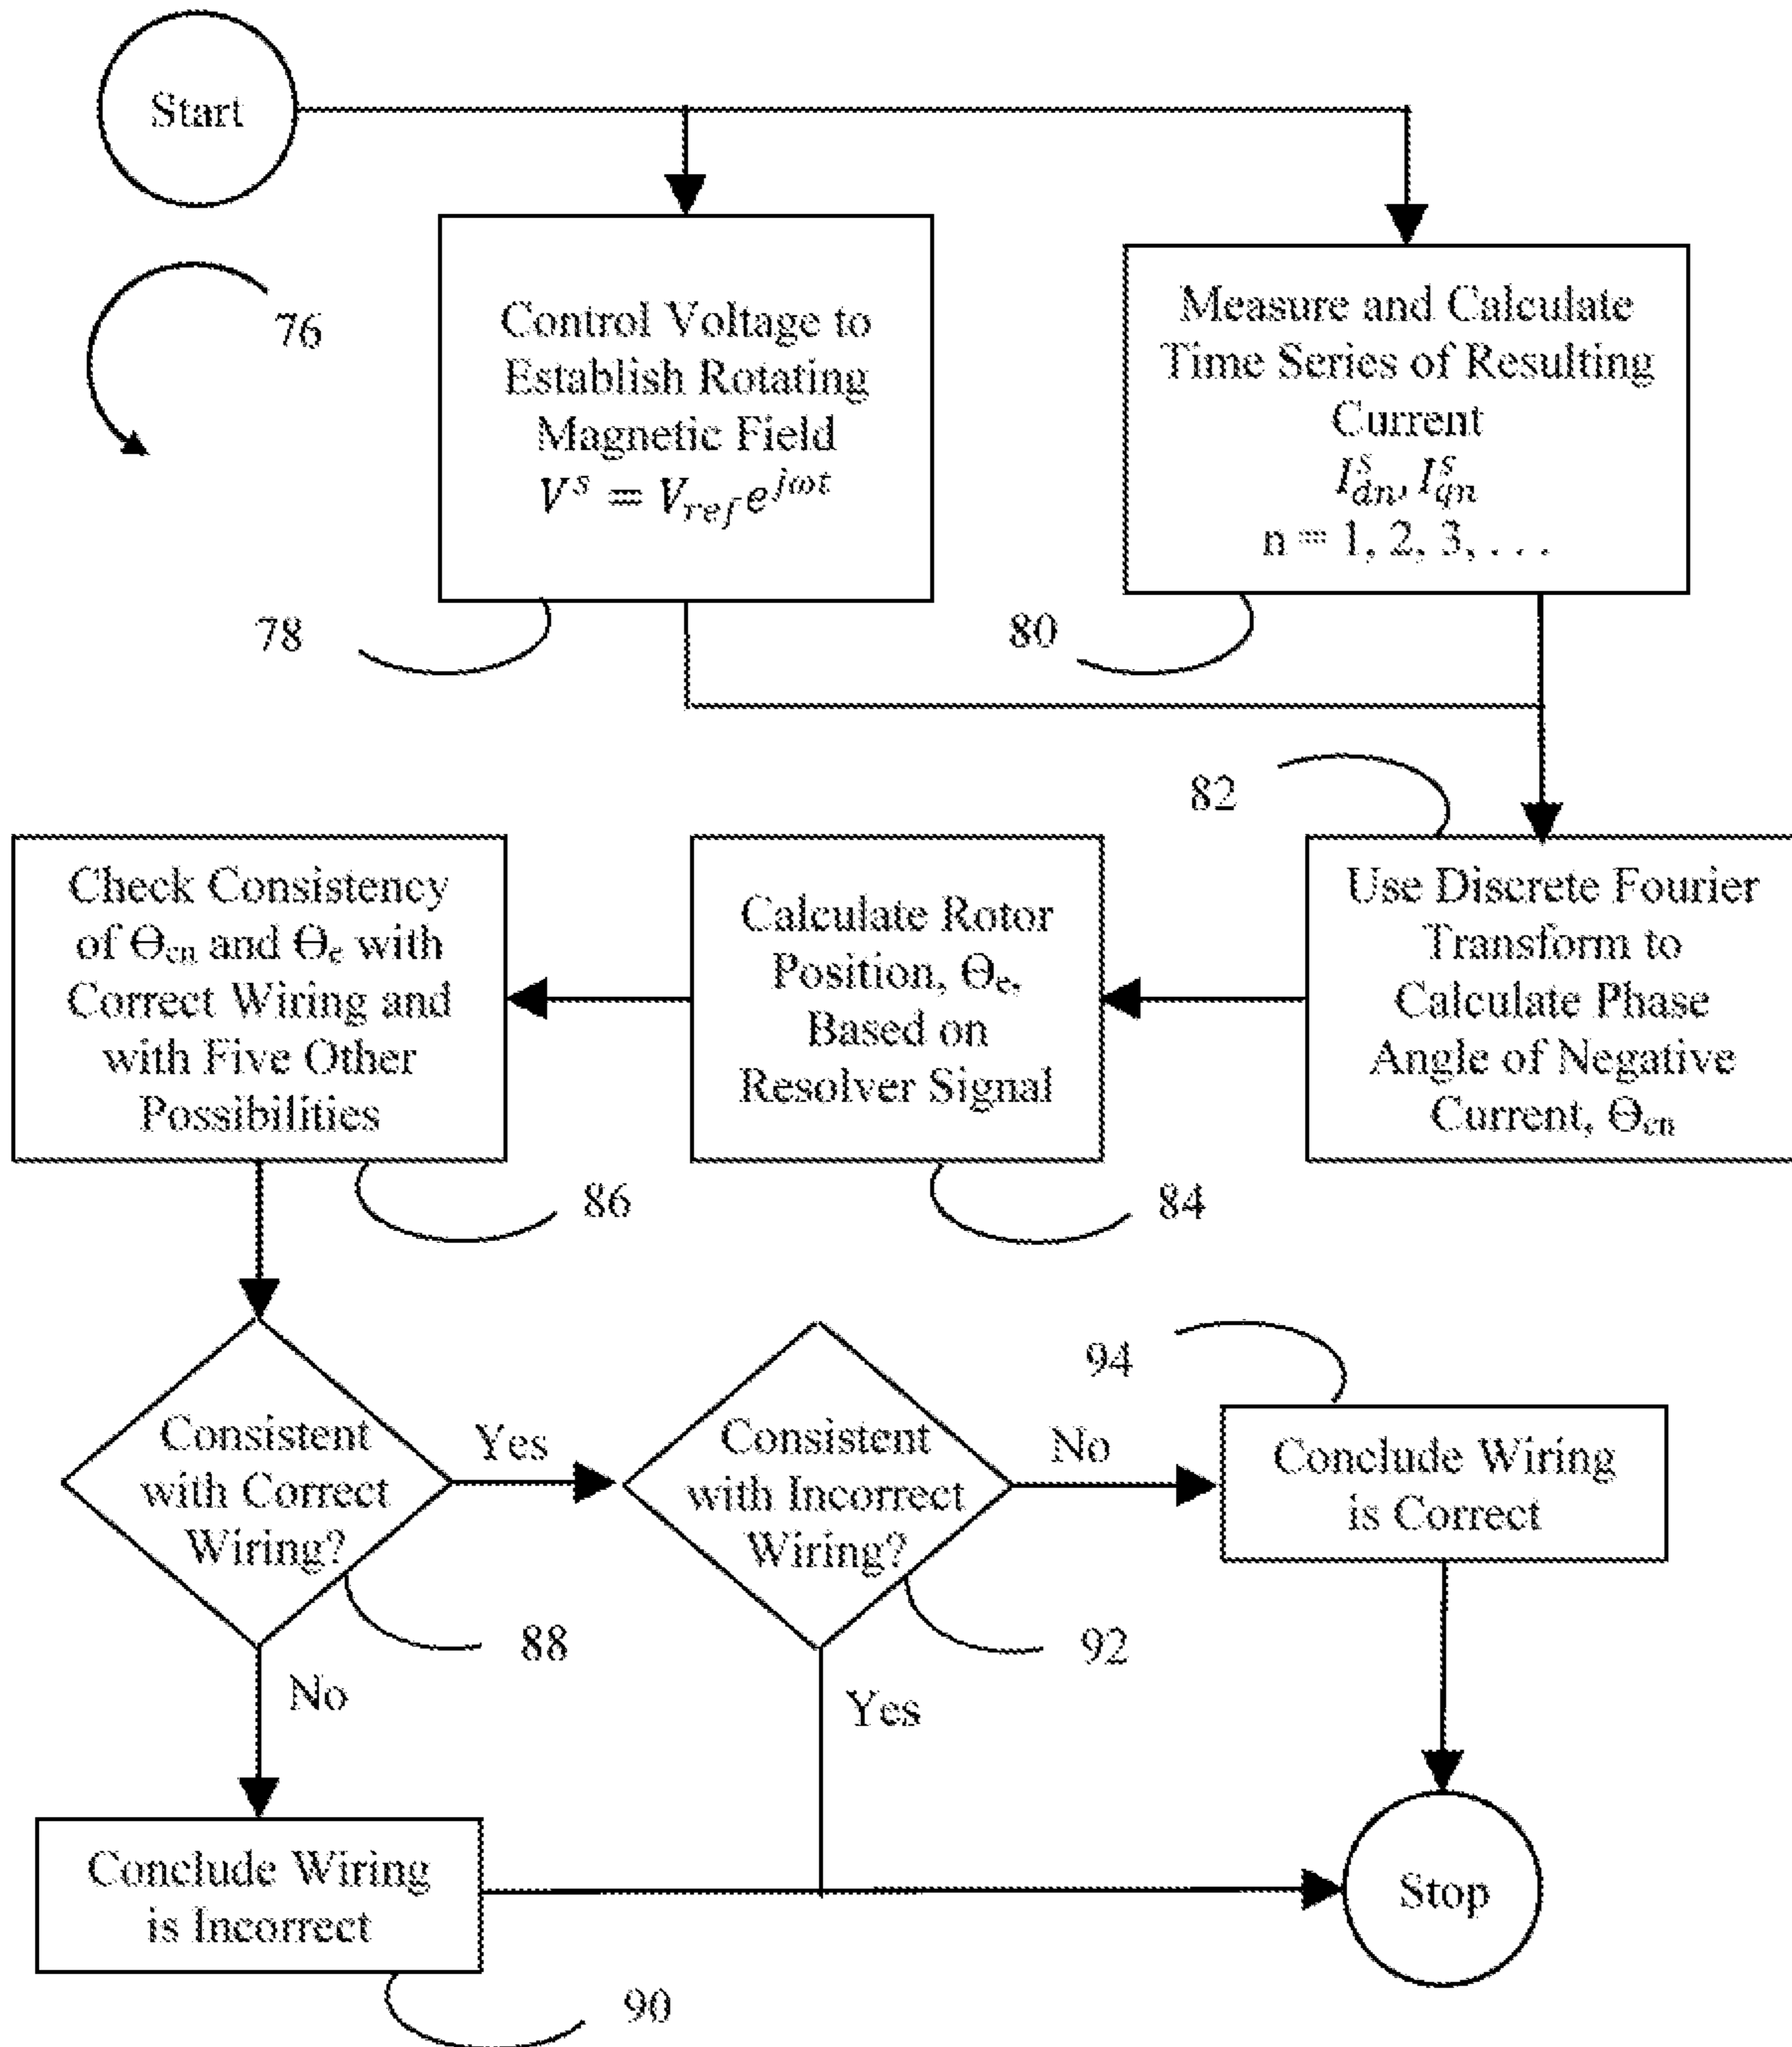 Start
76
Control Voltage to
Establish Rotating
Magnetic Field
V^s = V_ref e^{jωt}
78
Measure and Calculate
Time Series of Resulting
Current
I^s_dn, I^s_qn
n = 1, 2, 3, . . .
80
82
Use Discrete Fourier
Transform to
Calculate Phase
Angle of Negative
Current, Θ_cn
Calculate Rotor
Position, Θ_e,
Based on
Resolver Signal
84
Check Consistency
of Θ_cn and Θ_e with
Correct Wiring and
with Five Other
Possibilities
86
Consistent
with Correct
Wiring?
Yes
88
No
Consistent
with Incorrect
Wiring?
No
92
Yes
94
Conclude Wiring
is Correct
Conclude Wiring
is Incorrect
90
Stop